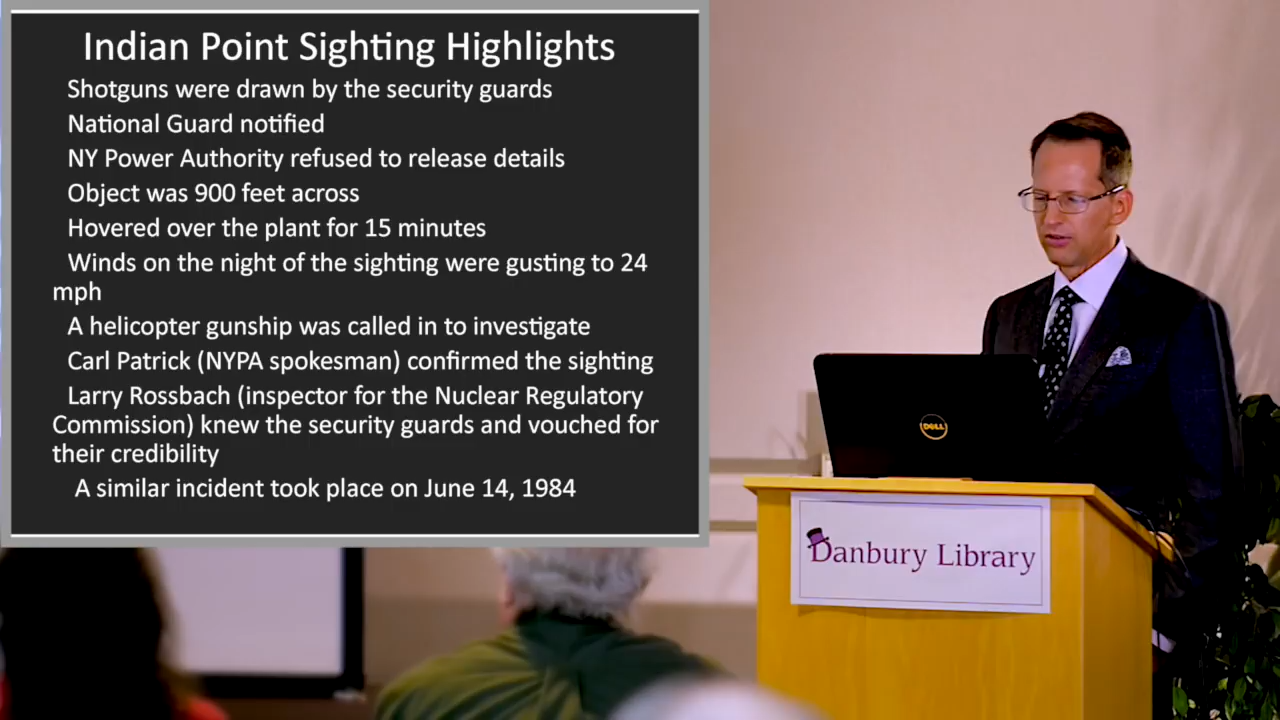 Indian Point Sighting Highlights
Shotguns were drawn by the security guards
National Guard notified
NY Power Authority refused to release details
Object was 900 feet across
Hovered over the plant for 15 minutes
Winds on the night of the sighting were gusting to 24
mph
A helicopter gunship was called in to investigate
Carl Patrick (NYPA spokesman) confirmed the sighting
Larry Rossbach (inspector for the Nuclear Regulatory
Commission) knew the security guards and vouched for
their credibility
A similar incident took place on June 14, 1984
DELL
Danbury Library